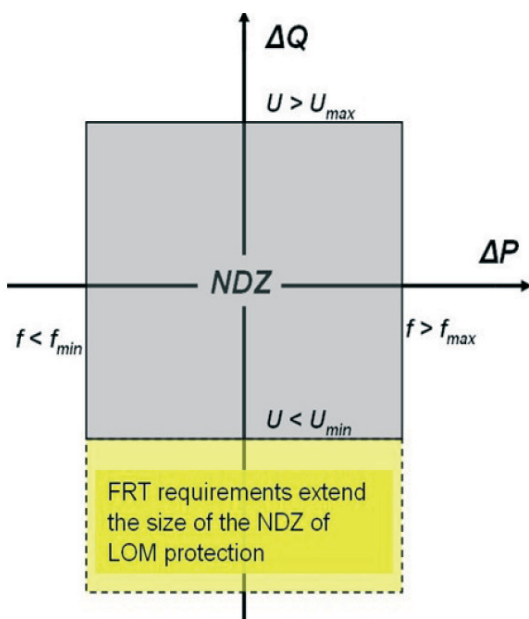 ΔQ
U > Umax
ΔP
NDZ
f < fmin
f > fmax
U < Umin
FRT requirements extend
the size of the NDZ of
LOM protection